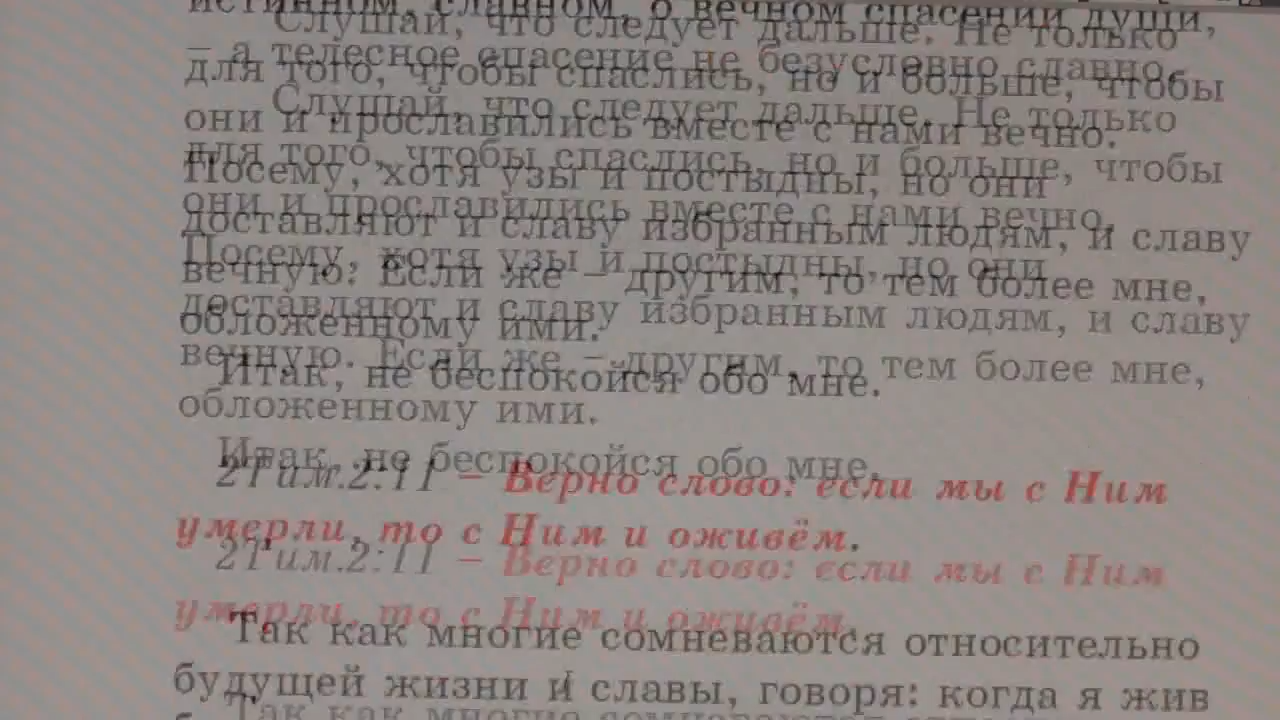 истинном, славном, о вечном спасении души,
– а телесное спасение не безусловно славно.
Слушай, что следует дальше. Не только
для того, чтобы спаслись, но и больше, чтобы
они и прославились вместе с нами вечно.
Посему, хотя узы и постыдны, но они
доставляют и славу избранным людям, и славу
вечную. Если же – другим, то тем более мне,
обложенному ими.
Итак, не беспокойся обо мне.
2Тим.2:11 – Верно слово: если мы с Ним
умерли, то с Ним и оживём.
Так как многие сомневаются относительно
будущей жизни и славы, говоря: когда я жив